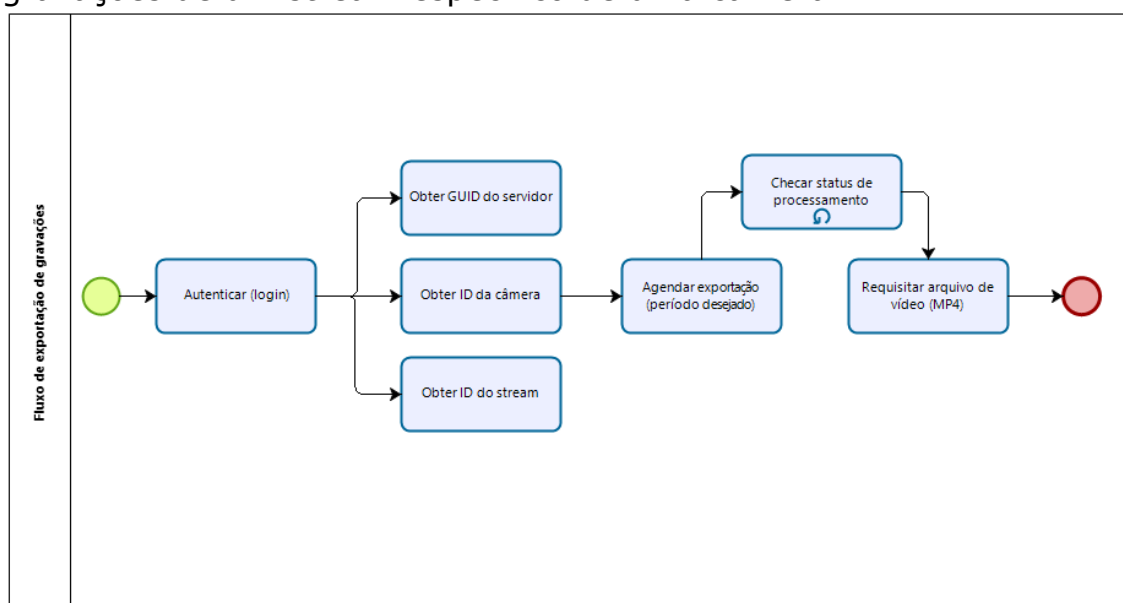 Fluxo de exportação de gravações
Autenticar (login)
Obter GUID do servidor
Obter ID da câmera
Obter ID do stream
Agendar exportação
(período desejado)
Checar status de
processamento
Requisitar arquivo de
vídeo (MP4)